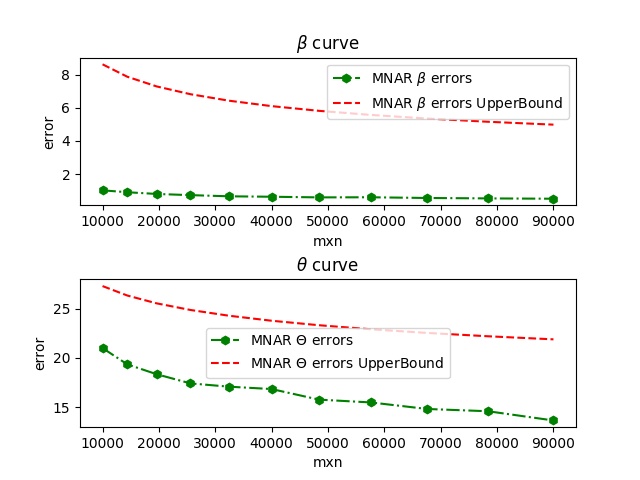 β curve
8
6
4
2
error
MNAR β errors
MNAR β errors UpperBound
10000 20000 30000 40000 50000 60000 70000 80000 90000
mxn
θ curve
25
20
15
error
MNAR Θ errors
MNAR Θ errors UpperBound
10000 20000 30000 40000 50000 60000 70000 80000 90000
mxn